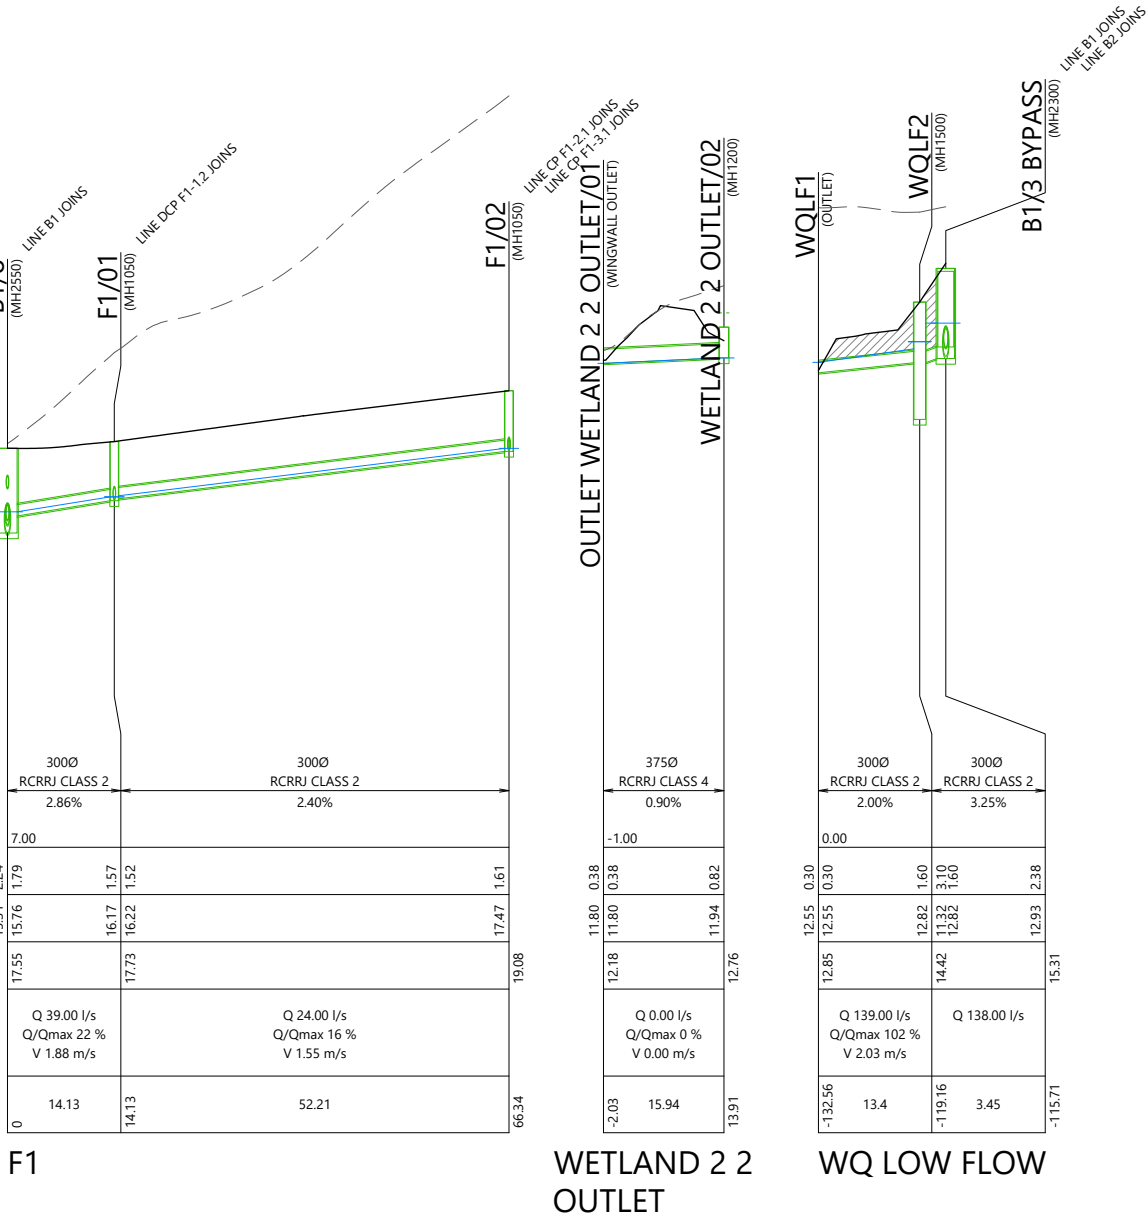 LINE B1 JOINS
LINE B2 JOINS
B1/3 BYPASS
(MH2300)
WQLF2
(MH1500)
WQLF1
(OUTLET)
WETLAND 2 2 OUTLET/02
(MH1200)
OUTLET WETLAND 2 2 OUTLET/01
(WINGWALL OUTLET)
LINE CP F1-2.1 JOINS
LINE CP F1-3.1 JOINS
F1/02
(MH1050)
LINE DCP F1-1.2 JOINS
F1/01
(MH1050)
LINE B1 JOINS
(MH2550)
300Ø
RCRRJ CLASS 2
2.86%
300Ø
RCRRJ CLASS 2
2.40%
375Ø
RCRRJ CLASS 4
0.90%
300Ø
RCRRJ CLASS 2
2.00%
300Ø
RCRRJ CLASS 2
3.25%
7.00
-1.00
0.00
1.79
1.57
1.52
1.61
0.38
0.38
0.82
0.30
0.30
1.60
3.10
1.60
2.38
15.76
16.17
16.22
17.47
11.80
11.80
11.94
12.55
12.55
12.82
11.32
12.82
12.93
17.55
17.73
19.08
12.18
12.76
12.85
14.42
15.31
Q 39.00 l/s
Q/Qmax 22 %
V 1.88 m/s
Q 24.00 l/s
Q/Qmax 16 %
V 1.55 m/s
Q 0.00 l/s
Q/Qmax 0 %
V 0.00 m/s
Q 139.00 l/s
Q/Qmax 102 %
V 2.03 m/s
Q 138.00 l/s
0
14.13
14.13
52.21
66.34
-2.03
15.94
13.91
-132.56
13.4
-119.16
3.45
-115.71
F1
WETLAND 2 2
OUTLET
WQ LOW FLOW